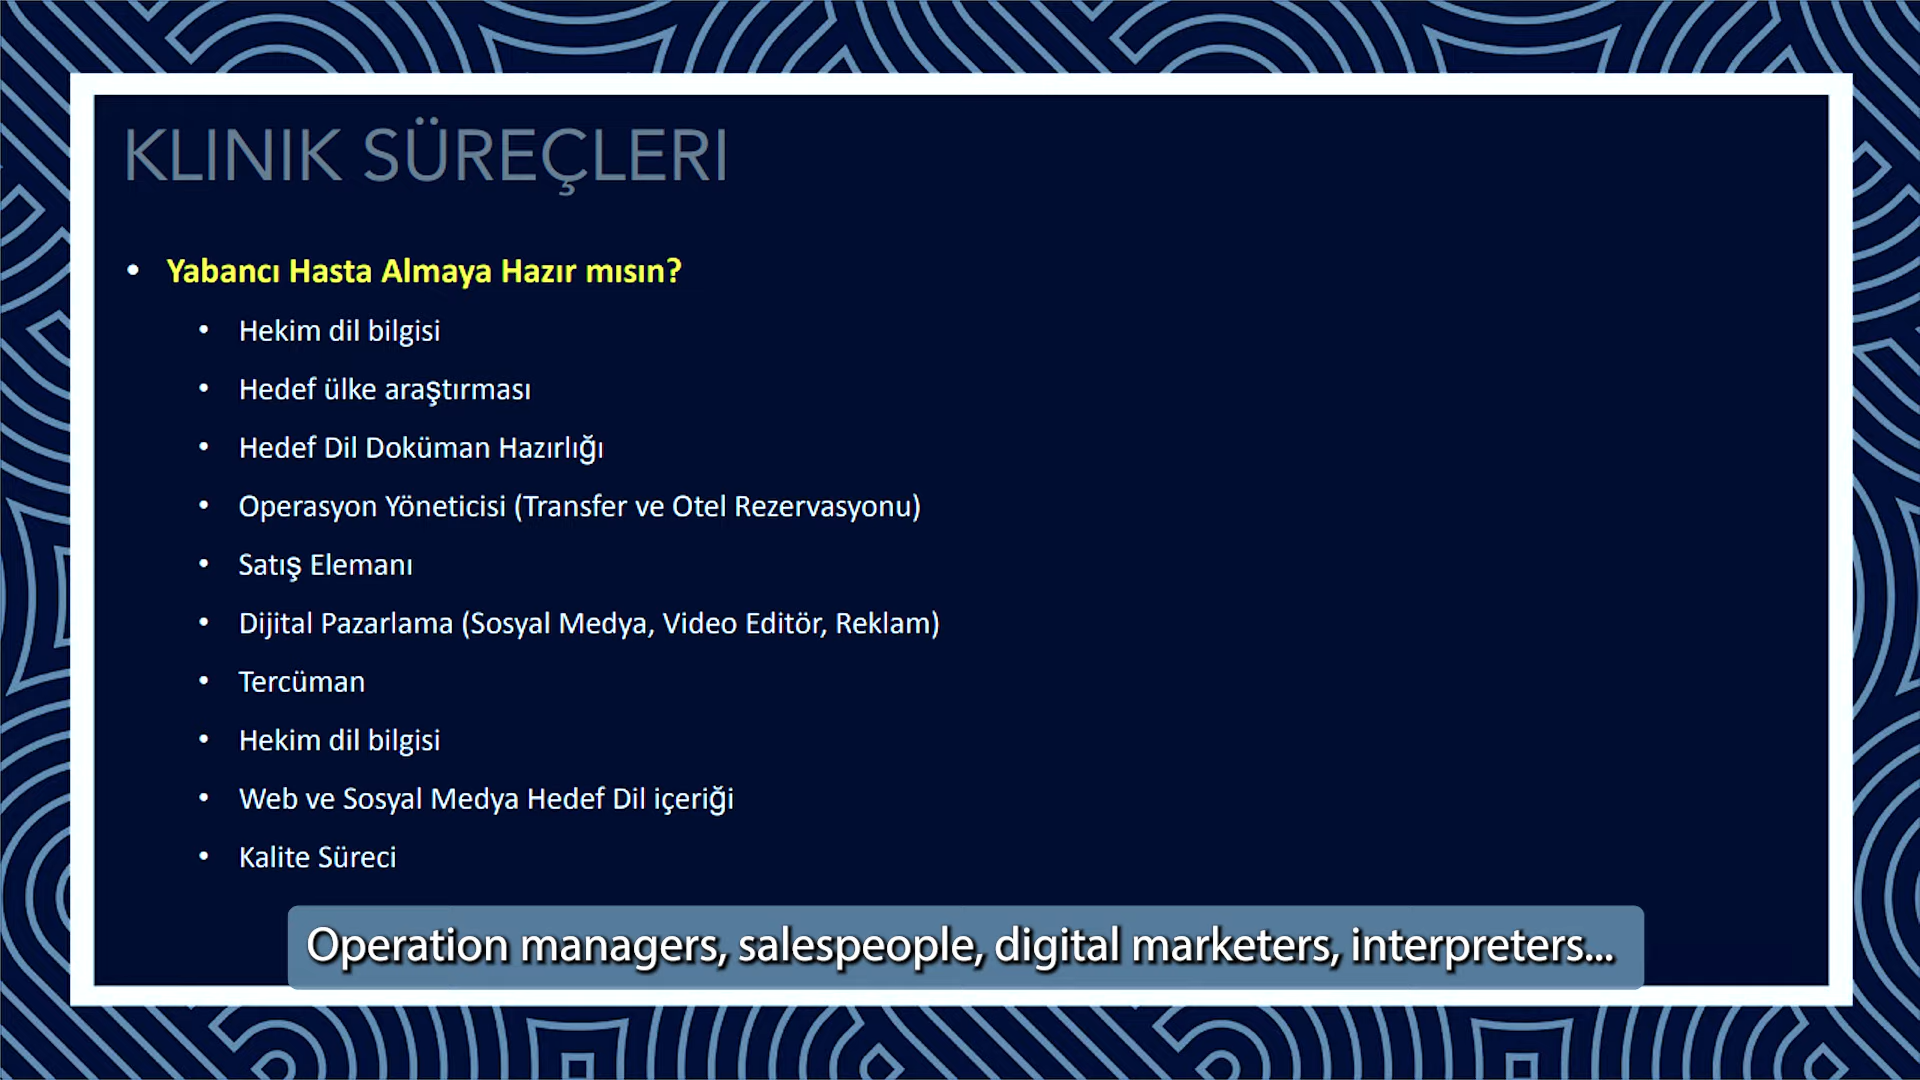 KLINIK SÜREÇLERI
• Yabancı Hasta Almaya Hazır mısın?
• Hekim dil bilgisi
• Hedef ülke araştırması
• Hedef Dil Doküman Hazırlığı
• Operasyon Yöneticisi (Transfer ve Otel Rezervasyonu)
• Satış Elemanı
• Dijital Pazarlama (Sosyal Medya, Video Editör, Reklam)
• Tercüman
• Hekim dil bilgisi
• Web ve Sosyal Medya Hedef Dil içeriği
• Kalite Süreci
Operation managers, salespeople, digital marketers, interpreters...